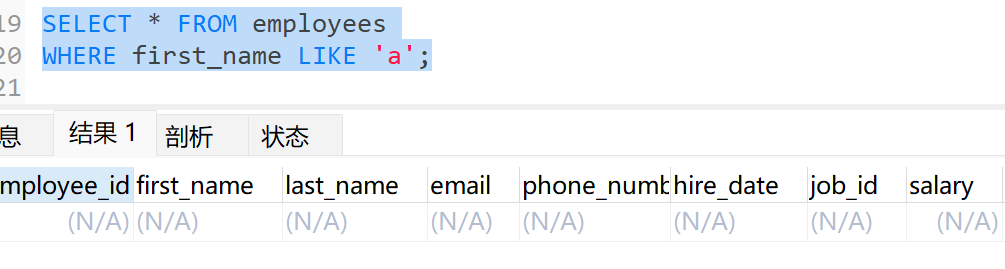 19 SELECT * FROM employees
20 WHERE first_name LIKE 'a';
21
息 结果 1 剖析 状态
mployee_id first_name last_name email phone_numb hire_date job_id salary
(N/A) (N/A) (N/A) (N/A) (N/A) (N/A) (N/A) (N/A)